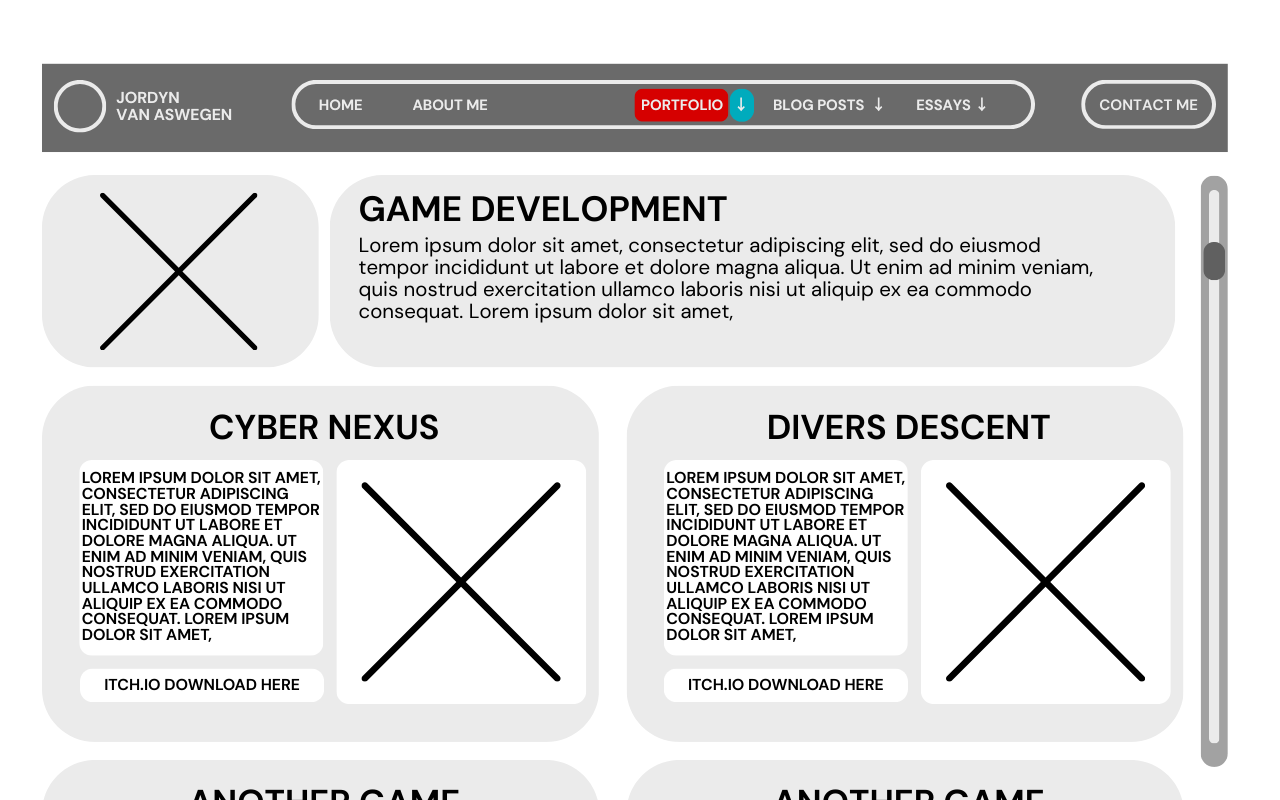 JORDYN
VAN ASWEGEN
HOME ABOUT ME PORTFOLIO ↓ BLOG POSTS ↓ ESSAYS ↓ CONTACT ME
GAME DEVELOPMENT
Lorem ipsum dolor sit amet, consectetur adipiscing elit, sed do eiusmod
tempor incididunt ut labore et dolore magna aliqua. Ut enim ad minim veniam,
quis nostrud exercitation ullamco laboris nisi ut aliquip ex ea commodo
consequat. Lorem ipsum dolor sit amet,
CYBER NEXUS
LOREM IPSUM DOLOR SIT AMET,
CONSECTETUR ADIPISCING
ELIT, SED DO EIUSMOD TEMPOR
INCIDIDUNT UT LABORE ET
DOLORE MAGNA ALIQUA. UT
ENIM AD MINIM VENIAM, QUIS
NOSTRUD EXERCITATION
ULLAMCO LABORIS NISI UT
ALIQUIP EX EA COMMODO
CONSEQUAT. LOREM IPSUM
DOLOR SIT AMET,
ITCH.IO DOWNLOAD HERE
DIVERS DESCENT
LOREM IPSUM DOLOR SIT AMET,
CONSECTETUR ADIPISCING
ELIT, SED DO EIUSMOD TEMPOR
INCIDIDUNT UT LABORE ET
DOLORE MAGNA ALIQUA. UT
ENIM AD MINIM VENIAM, QUIS
NOSTRUD EXERCITATION
ULLAMCO LABORIS NISI UT
ALIQUIP EX EA COMMODO
CONSEQUAT. LOREM IPSUM
DOLOR SIT AMET,
ITCH.IO DOWNLOAD HERE
ANOTHER GAME
ANOTHER GAME